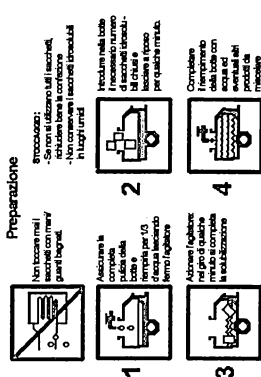 Preparazione
Non toccare mai i
sacchetti con mani/
guanti bagnati.
STOCCAGGIO:
- Se non si utilizzano tutti i sacchetti,
richiudere bene la confezione
- Non conservare i sacchetti idrosolubili
in luoghi umidi
1
Assicurare la
completa
pulizia della
botte e
riempirla per 1/3
d'acqua lasciando
fermo l'agitatore
2
Introdurre nella botte
il necessario numero
di sacchetti idrosolu-
bili chiusi e
lasciare a riposo
per qualche minuto.
3
Azionare l'agitatore:
nel giro di qualche
minuto si completa
la solubilizzazione
4
Completare
il riempimento
della botte con
acqua ed
eventuali altri
prodotti da
miscelare